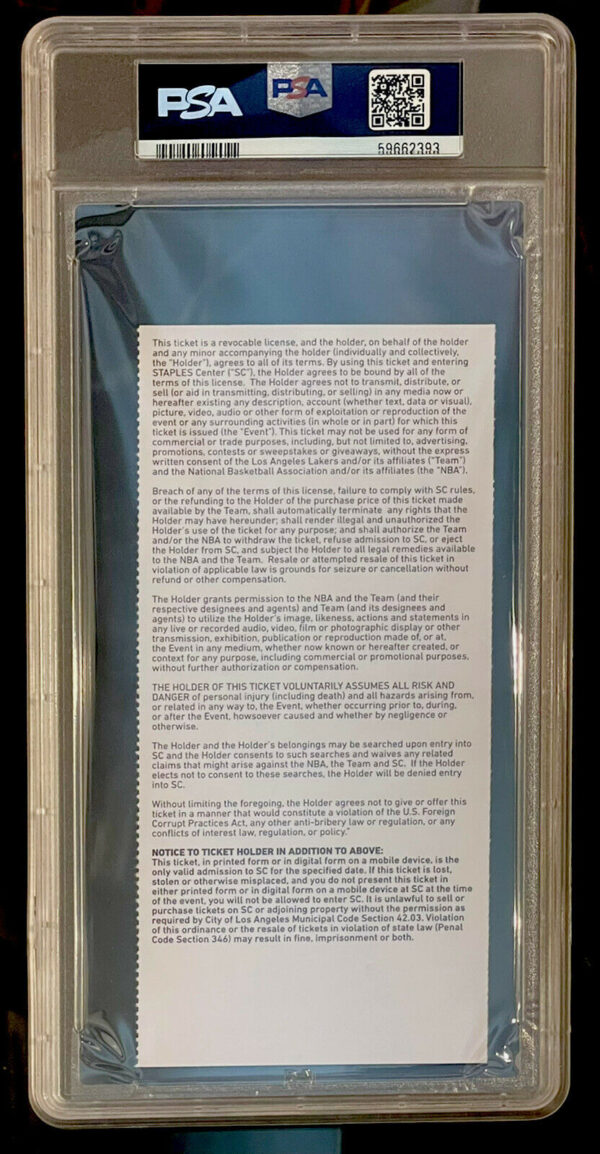 PSA
PSA
59662393
This ticket is a revocable license, and the holder, on behalf of the holder
and any minor accompanying the holder (individually and collectively,
the "Holder"), agrees to all of its terms. By using this ticket and entering
STAPLES Center ("SC"), the Holder agrees to be bound by all of the
terms of this license. The Holder agrees not to transmit, distribute, or
sell (or aid in transmitting, distributing, or selling) in any media now or
hereafter existing any description, account (whether text, data or visual),
picture, video, audio or other form of exploitation or reproduction of the
event or any surrounding activities (in whole or in part) for which this
ticket is issued (the "Event"). This ticket may not be used for any form of
commercial or trade purposes, including, but not limited to, advertising,
promotions, contests or sweepstakes or giveaways, without the express
written consent of the Los Angeles Lakers and/or its affiliates ("Team")
and the National Basketball Association and/or its affiliates (the "NBA").
Breach of any of the terms of this license, failure to comply with SC rules,
or the refunding to the Holder of the purchase price of this ticket made
available by the Team, shall automatically terminate any rights that the
Holder may have hereunder; shall render illegal and unauthorized the
Holder's use of the ticket for any purpose; and shall authorize the Team
and/or the NBA to withdraw the ticket, refuse admission to SC, or eject
the Holder from SC, and subject the Holder to all legal remedies available
to the NBA and the Team. Resale or attempted resale of this ticket in
violation of applicable law is grounds for seizure or cancellation without
refund or other compensation.
The Holder grants permission to the NBA and the Team (and their
respective designees and agents) and Team (and its designees and
agents) to utilize the Holder's image, likeness, actions and statements in
any live or recorded audio, video, film or photographic display or other
transmission, exhibition, publication or reproduction made of, or at,
the Event in any medium, whether now known or hereafter created, or
context for any purpose, including commercial or promotional purposes,
without further authorization or compensation.
THE HOLDER OF THIS TICKET VOLUNTARILY ASSUMES ALL RISK AND
DANGER of personal injury (including death) and all hazards arising from,
or related in any way to, the Event, whether occurring prior to, during,
or after the Event, howsoever caused and whether by negligence or
otherwise.
The Holder and the Holder's belongings may be searched upon entry into
SC and the Holder consents to such searches and waives any related
claims that might arise against the NBA, the Team and SC. If the Holder
elects not to consent to these searches, the Holder will be denied entry
into SC.
Without limiting the foregoing, the Holder agrees not to give or offer this
ticket in a manner that would constitute a violation of the U.S. Foreign
Corrupt Practices Act, any other anti-bribery law or regulation, or any
conflicts of interest law, regulation, or policy."
NOTICE TO TICKET HOLDER IN ADDITION TO ABOVE:
This ticket, in printed form or in digital form on a mobile device, is the
only valid admission to SC for the specified date. If this ticket is lost,
stolen or otherwise misplaced, and you do not present this ticket in
either printed form or in digital form on a mobile device at SC at the time
of the event, you will not be allowed to enter SC. It is unlawful to sell or
purchase tickets on SC or adjoining property without the permission as
required by City of Los Angeles Municipal Code Section 42.03. Violation
of this ordinance or the resale of tickets in violation of state law (Penal
Code Section 346) may result in fine, imprisonment or both.